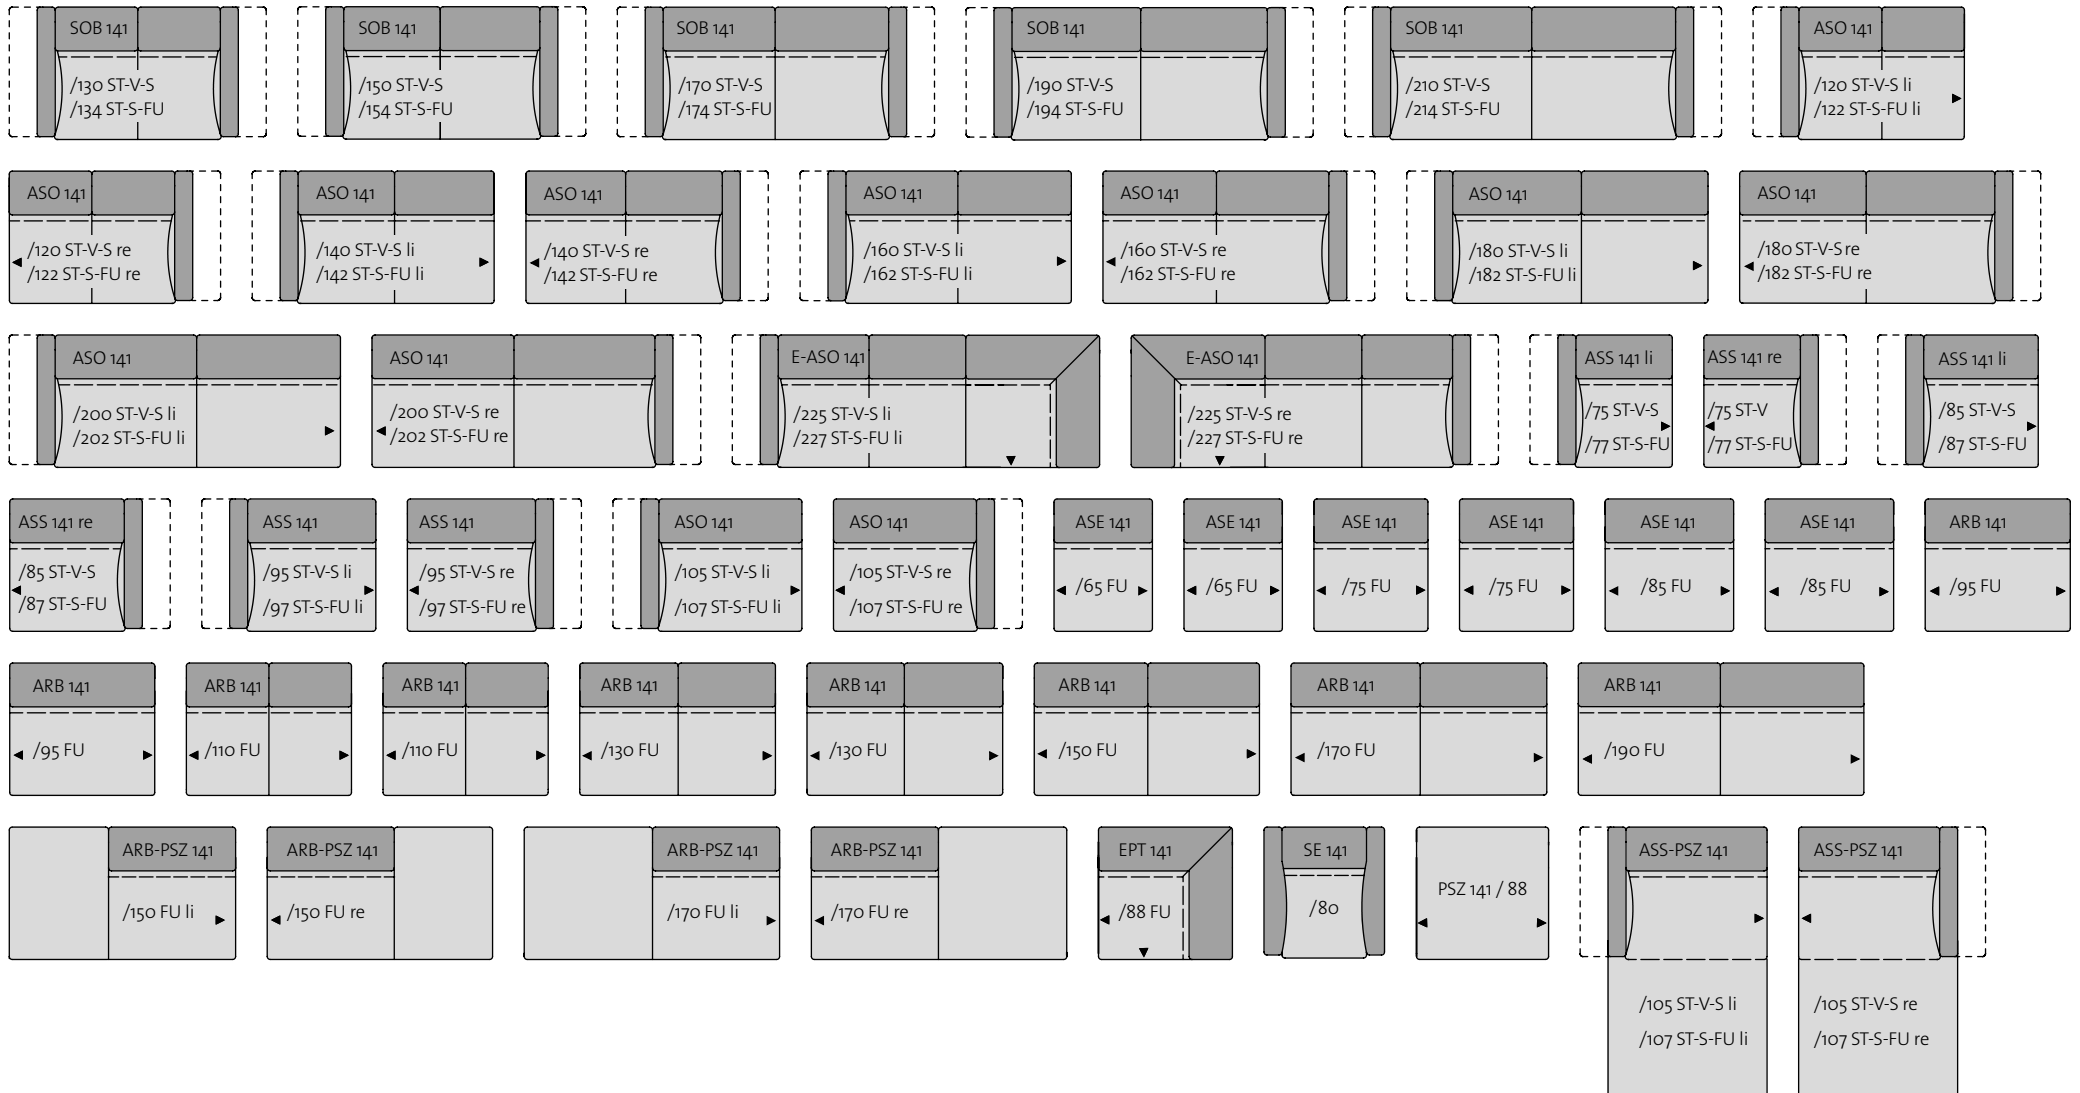 SOB 141
/130 ST-V-S
/134 ST-S-FU
SOB 141
/150 ST-V-S
/154 ST-S-FU
SOB 141
/170 ST-V-S
/174 ST-S-FU
SOB 141
/190 ST-V-S
/194 ST-S-FU
SOB 141
/210 ST-V-S
/214 ST-S-FU
ASO 141
/120 ST-V-S li
/122 ST-S-FU li
ASO 141
/120 ST-V-S re
/122 ST-S-FU re
ASO 141
/140 ST-V-S li
/142 ST-S-FU li
ASO 141
/140 ST-V-S re
/142 ST-S-FU re
ASO 141
/160 ST-V-S li
/162 ST-S-FU li
ASO 141
/160 ST-V-S re
/162 ST-S-FU re
ASO 141
/180 ST-V-S li
/182 ST-S-FU li
ASO 141
/180 ST-V-S re
/182 ST-S-FU re
ASO 141
/200 ST-V-S li
/202 ST-S-FU li
ASO 141
/200 ST-V-S re
/202 ST-S-FU re
E-ASO 141
/225 ST-V-S li
/227 ST-S-FU li
E-ASO 141
/225 ST-V-S re
/227 ST-S-FU re
ASS 141 li
/75 ST-V-S
/77 ST-S-FU
ASS 141 re
/75 ST-V
/77 ST-S-FU
ASS 141 li
/85 ST-V-S
/87 ST-S-FU
ASS 141 re
/85 ST-V-S
/87 ST-S-FU
ASS 141
/95 ST-V-S li
/97 ST-S-FU li
ASS 141
/95 ST-V-S re
/97 ST-S-FU re
ASO 141
/105 ST-V-S li
/107 ST-S-FU li
ASO 141
/105 ST-V-S re
/107 ST-S-FU re
ASE 141
/65 FU
ASE 141
/65 FU
ASE 141
/75 FU
ASE 141
/75 FU
ASE 141
/85 FU
ASE 141
/85 FU
ARB 141
/95 FU
ARB 141
/95 FU
ARB 141
/110 FU
ARB 141
/110 FU
ARB 141
/130 FU
ARB 141
/130 FU
ARB 141
/150 FU
ARB 141
/170 FU
ARB 141
/190 FU
ARB-PSZ 141
/150 FU li
ARB-PSZ 141
/150 FU re
ARB-PSZ 141
/170 FU li
ARB-PSZ 141
/170 FU re
EPT 141
/88 FU
SE 141
/80
PSZ 141 / 88
ASS-PSZ 141
/105 ST-V-S li
/107 ST-S-FU li
ASS-PSZ 141
/105 ST-V-S re
/107 ST-S-FU re